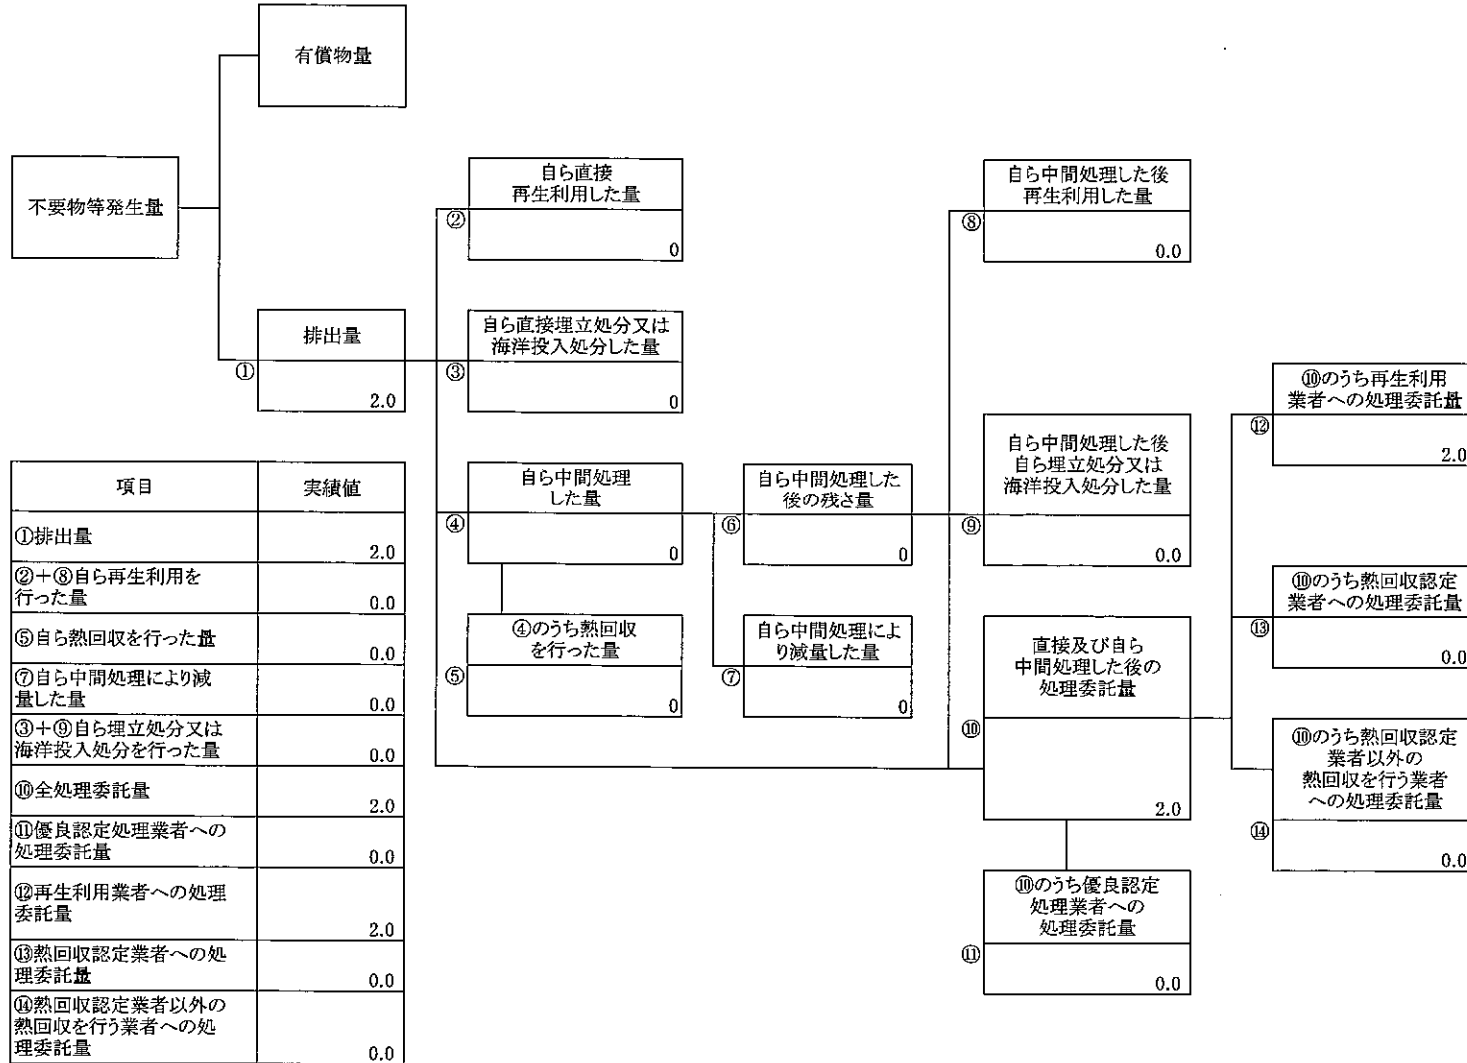 有償物量
不要物等発生量
自ら直接
再生利用した量
②
0
自ら中間処理した後
再生利用した量
⑧
0.0
排出量
①
2.0
自ら直接埋立処分又は
海洋投入処分した量
③
0
⑩のうち再生利用
業者への処理委託量
⑫
2.0
自ら中間処理
した量
④
0
自ら中間処理した
後の残さ量
⑥
0
自ら中間処理した後
自ら埋立処分又は
海洋投入処分した量
⑨
0.0
⑩のうち熱回収認定
業者への処理委託量
⑬
0.0
④のうち熱回収
を行った量
⑤
0
自ら中間処理によ
り減量した量
⑦
0
直接及び自ら
中間処理した後の
処理委託量
⑩
2.0
⑩のうち熱回収認定
業者以外の
熱回収を行う業者
への処理委託量
⑭
0.0
⑩のうち優良認定
処理業者への
処理委託量
⑪
0.0
項目 実績値
①排出量
2.0
②+⑧自ら再生利用を
行った量
0.0
⑤自ら熱回収を行った量
0.0
⑦自ら中間処理により減
量した量
0.0
③+⑨自ら埋立処分又は
海洋投入処分を行った量
0.0
⑩全処理委託量
2.0
⑪優良認定処理業者への
処理委託量
0.0
⑫再生利用業者への処理
委託量
2.0
⑬熱回収認定業者への処
理委託量
0.0
⑭熱回収認定業者以外の
熱回収を行う業者への処
理委託量
0.0